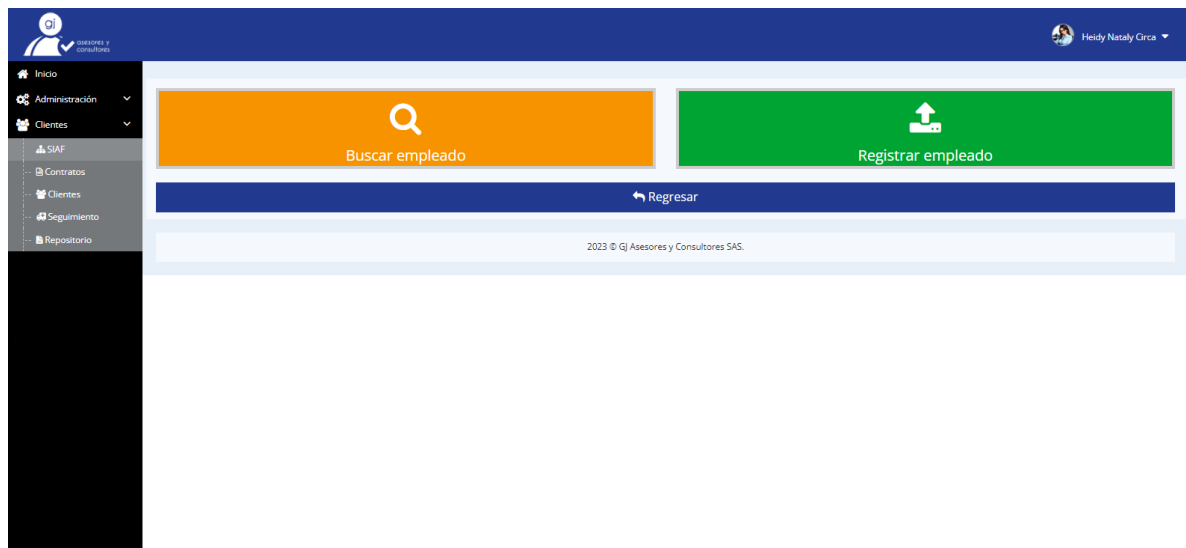 gj
asesores y
consultores
Heidy Nataly Circa
Inicio
Administración
Clientes
SIAF
Contratos
Clientes
Seguimiento
Repositorio
Buscar empleado
Registrar empleado
Regresar
2023 © GJ Asesores y Consultores SAS.